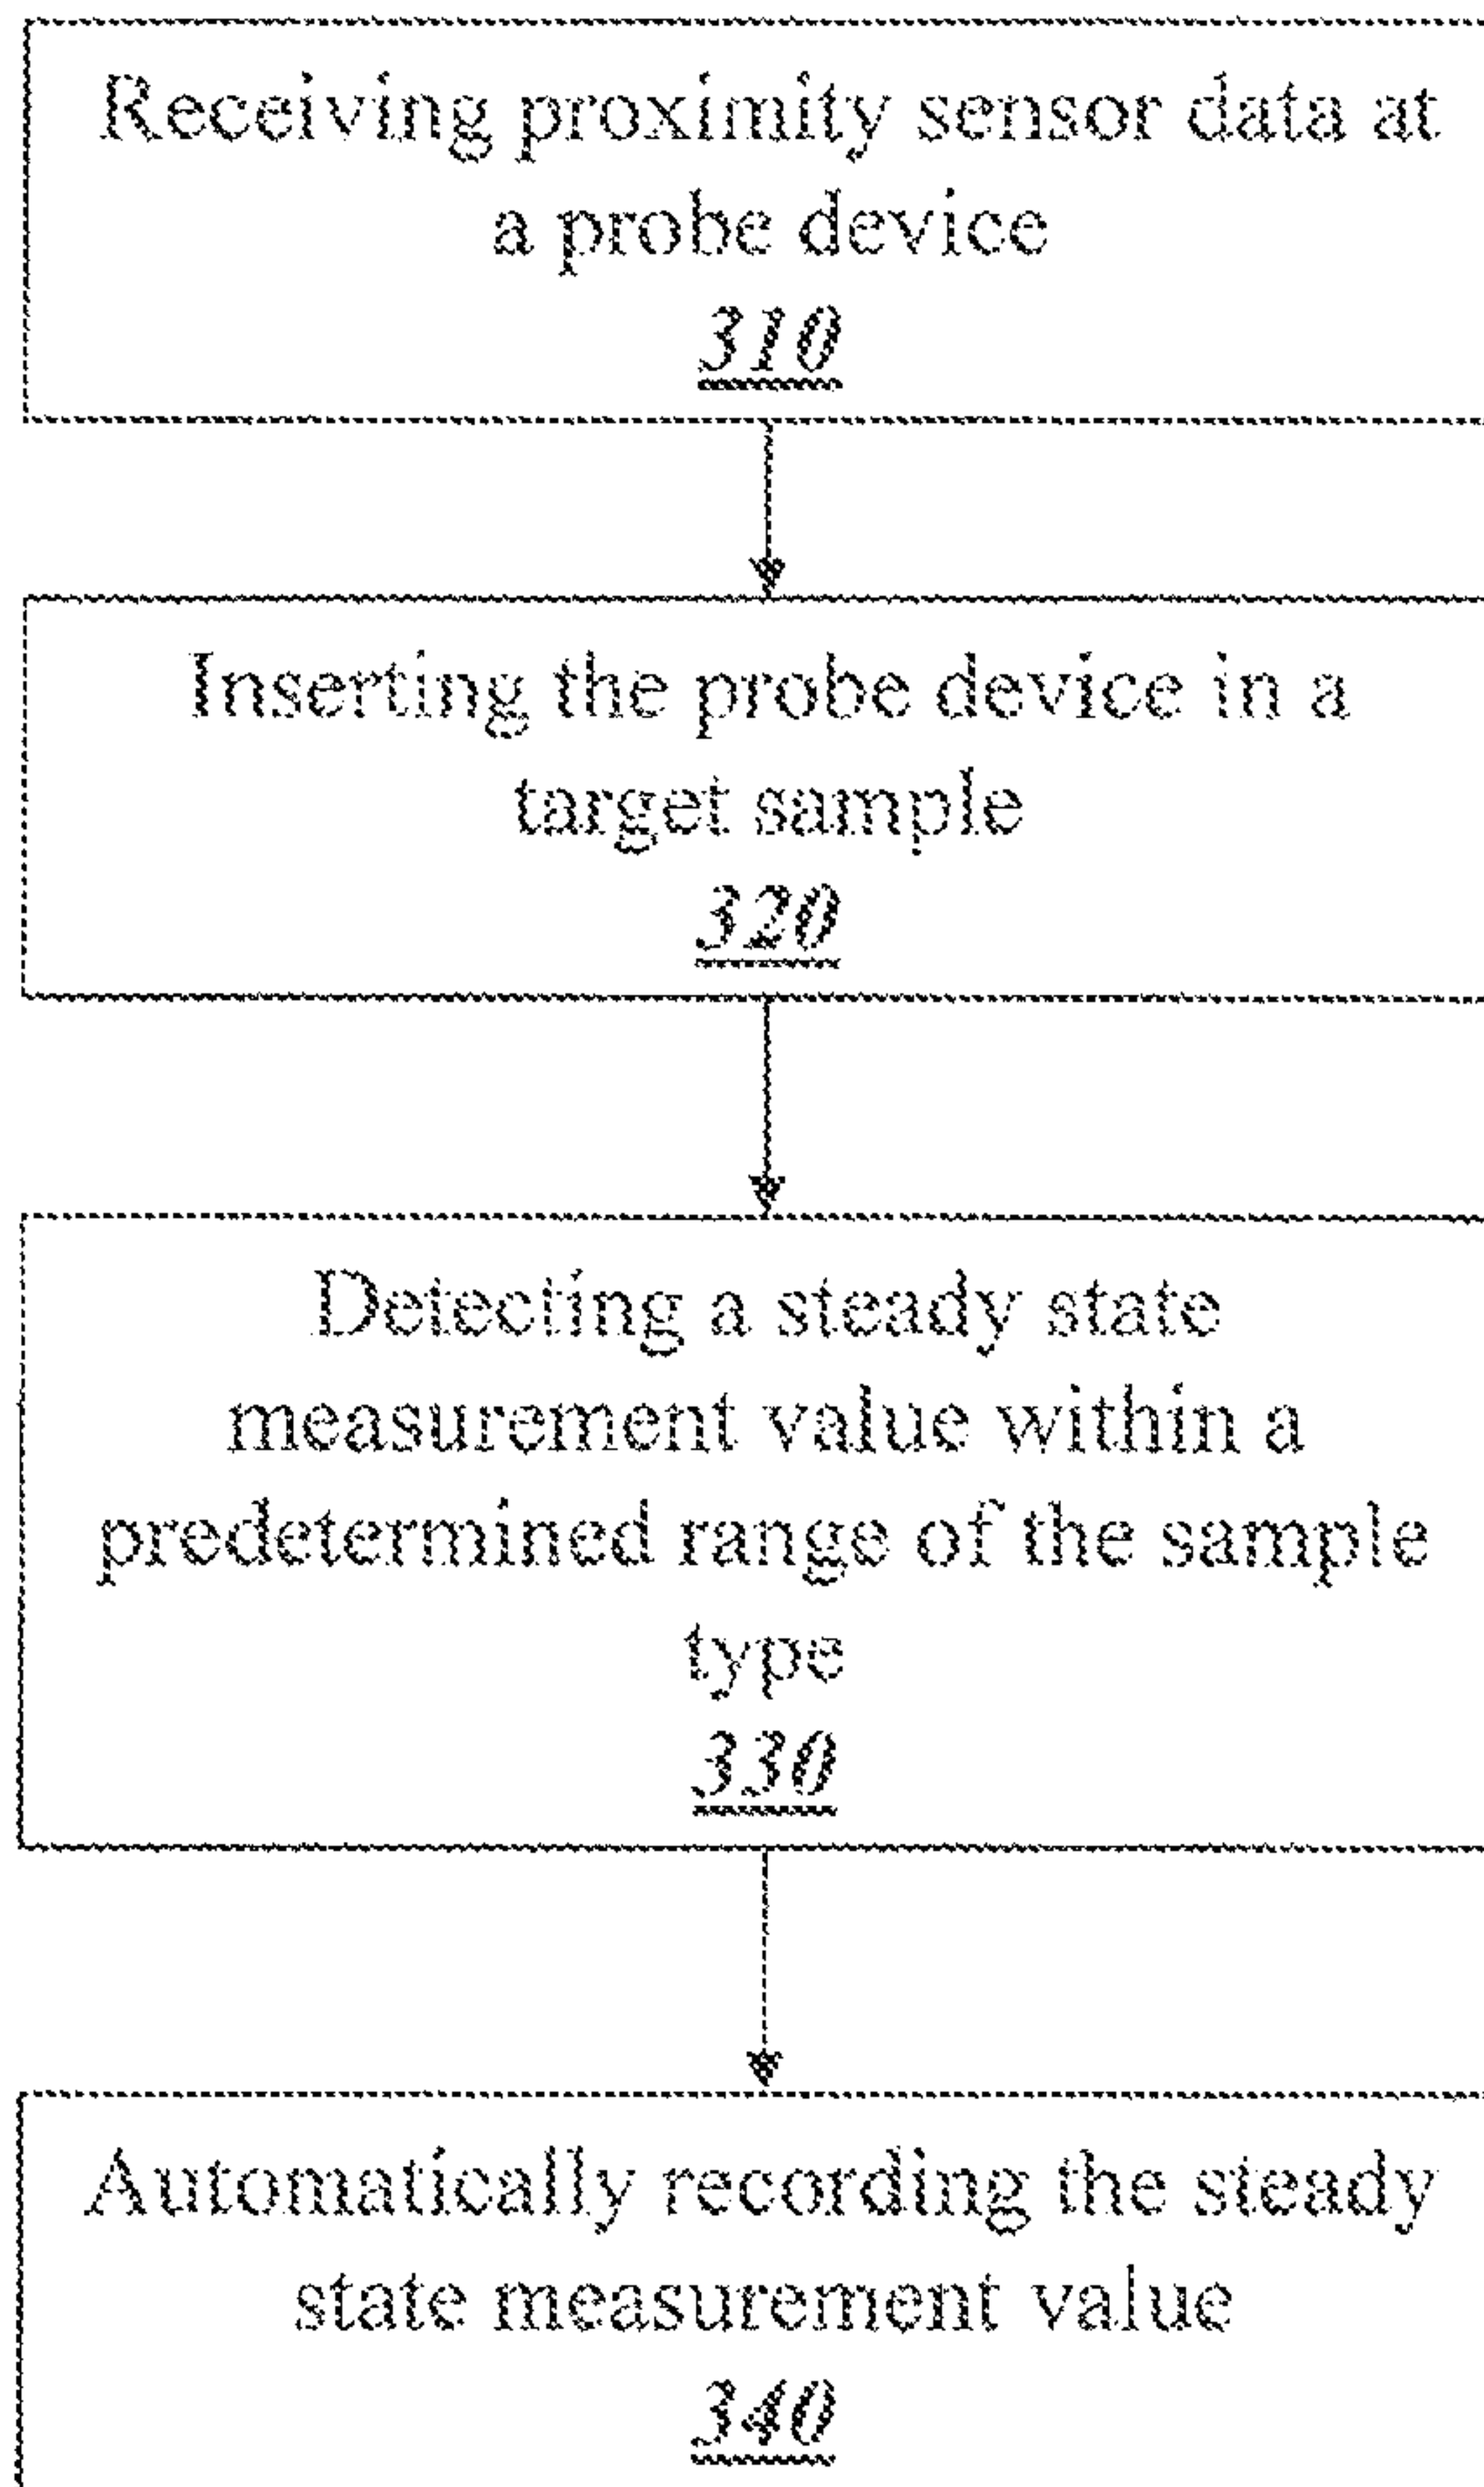 Receiving proximity sensor data at
a probe device
310
Inserting the probe device in a
target sample
320
Detecting a steady state
measurement value within a
predetermined range of the sample
type
330
Automatically recording the steady
state measurement value
340